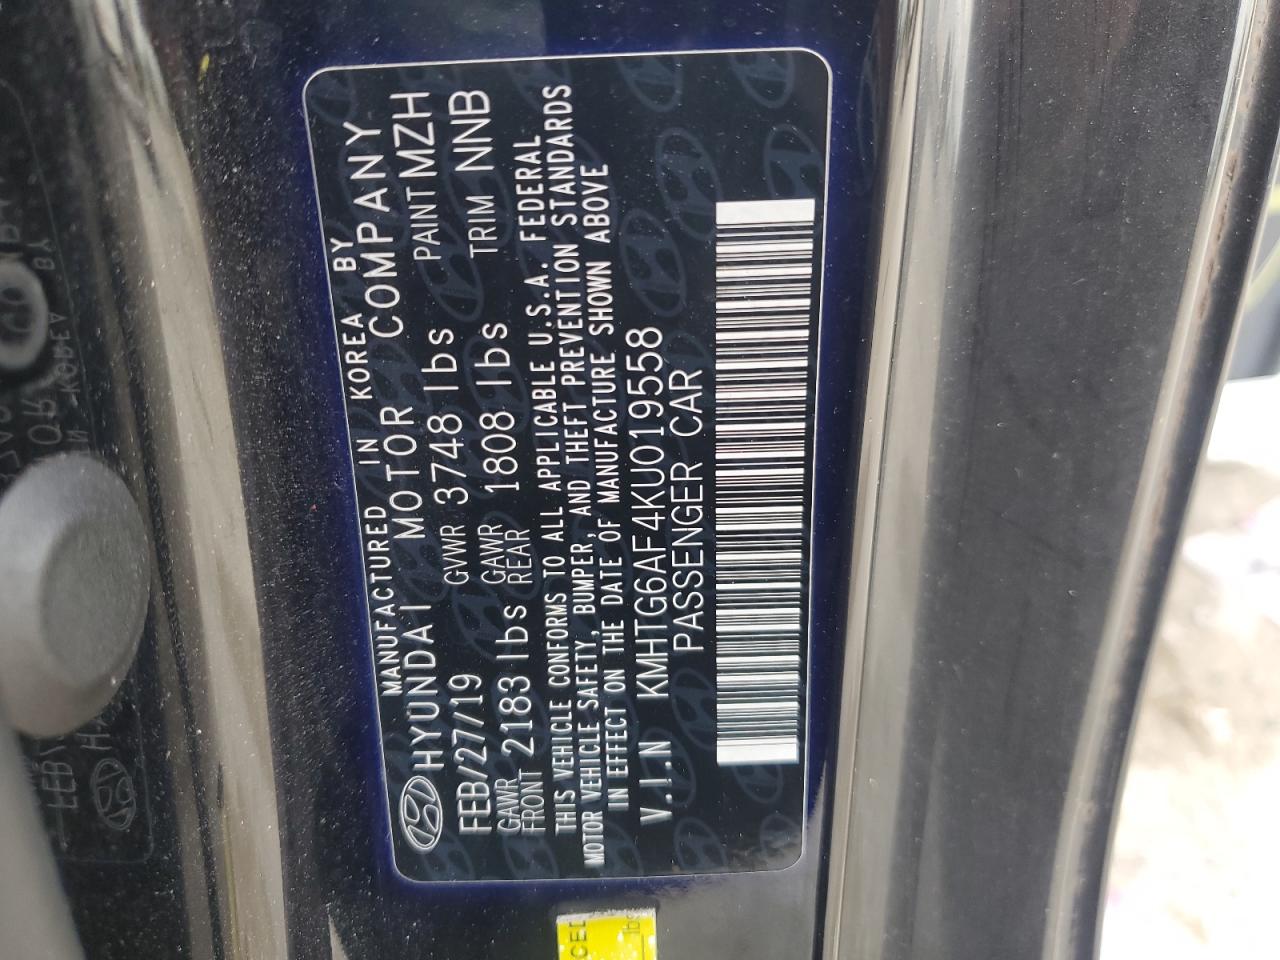 MANUFACTURED IN KOREA BY
HYUNDAI MOTOR COMPANY
FEB/27/19 GVWR 3748 lbs PAINT MZH
GAWR FRONT 2183 lbs GAWR REAR 1808 lbs TRIM NNB
THIS VEHICLE CONFORMS TO ALL APPLICABLE U.S.A. FEDERAL
MOTOR VEHICLE SAFETY, BUMPER, AND THEFT PREVENTION STANDARDS
IN EFFECT ON THE DATE OF MANUFACTURE SHOWN ABOVE
V.I.N KMHTG6AF4KU019558
PASSENGER CAR